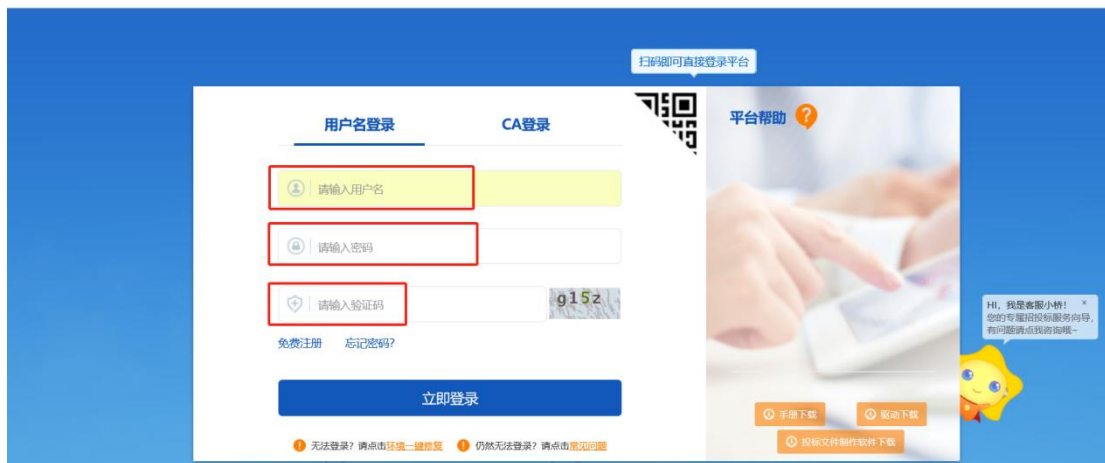 扫码即可直接登录平台
用户名登录
CA登录
平台帮助
请输入用户名
请输入密码
请输入验证码
g15z
免费注册
忘记密码?
立即登录
无法登录?请点击环境一键修复
仍然无法登录?请点击常见问题
手册下载
驱动下载
投标文件制作软件下载
HI,我是客服小桥!
×
您的专属招投标服务向导,
有问题请点我咨询哦~